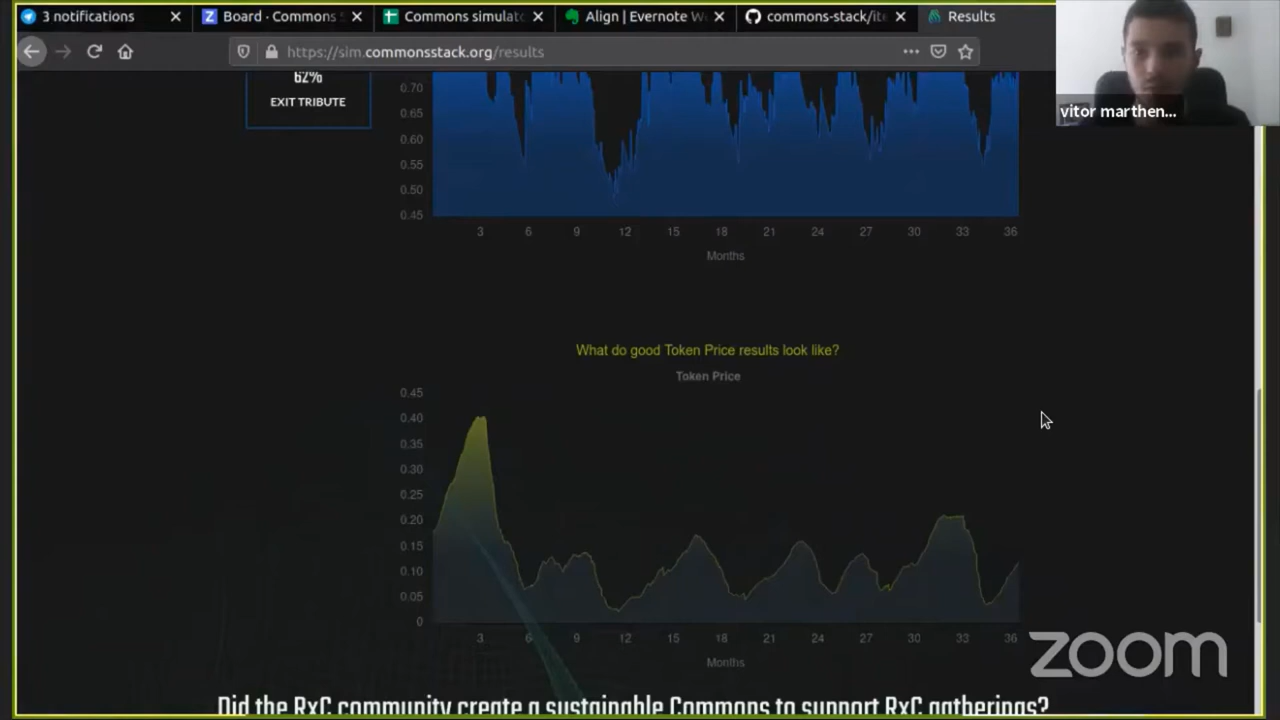 3 notifications
Board · Commons S
Commons simulato
Align | Evernote W
commons-stack/ite
Results
https://sim.commonsstack.org/results
vitor marthen...
62%
EXIT TRIBUTE
0.70
0.65
0.60
0.55
0.50
0.45
3 6 9 12 15 18 21 24 27 30 33 36
Months
What do good Token Price results look like?
Token Price
0.45
0.40
0.35
0.30
0.25
0.20
0.15
0.10
0.05
0
3 6 9 12 15 18 21 24 27 30 33 36
Months
zoom
Did the RxC community create a sustainable Commons to support RxC gatherings?